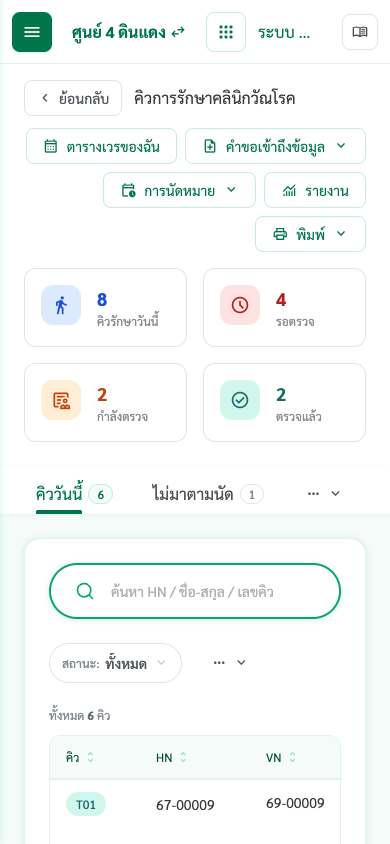 ศูนย์ 4 ดินแดง
ระบบ ...
ย้อนกลับ คิวการรักษาคลินิกวัณโรค
ตารางเวรของฉัน คำขอเข้าถึงข้อมูล
การนัดหมาย รายงาน
พิมพ์
8
คิวรักษาวันนี้
4
รอตรวจ
2
กำลังตรวจ
2
ตรวจแล้ว
คิววันนี้ 6 ไม่มาตามนัด 1 ...
ค้นหา HN / ชื่อ-สกุล / เลขคิว
สถานะ: ทั้งหมด ...
ทั้งหมด 6 คิว
คิว HN VN
T01 67-00009 69-00009